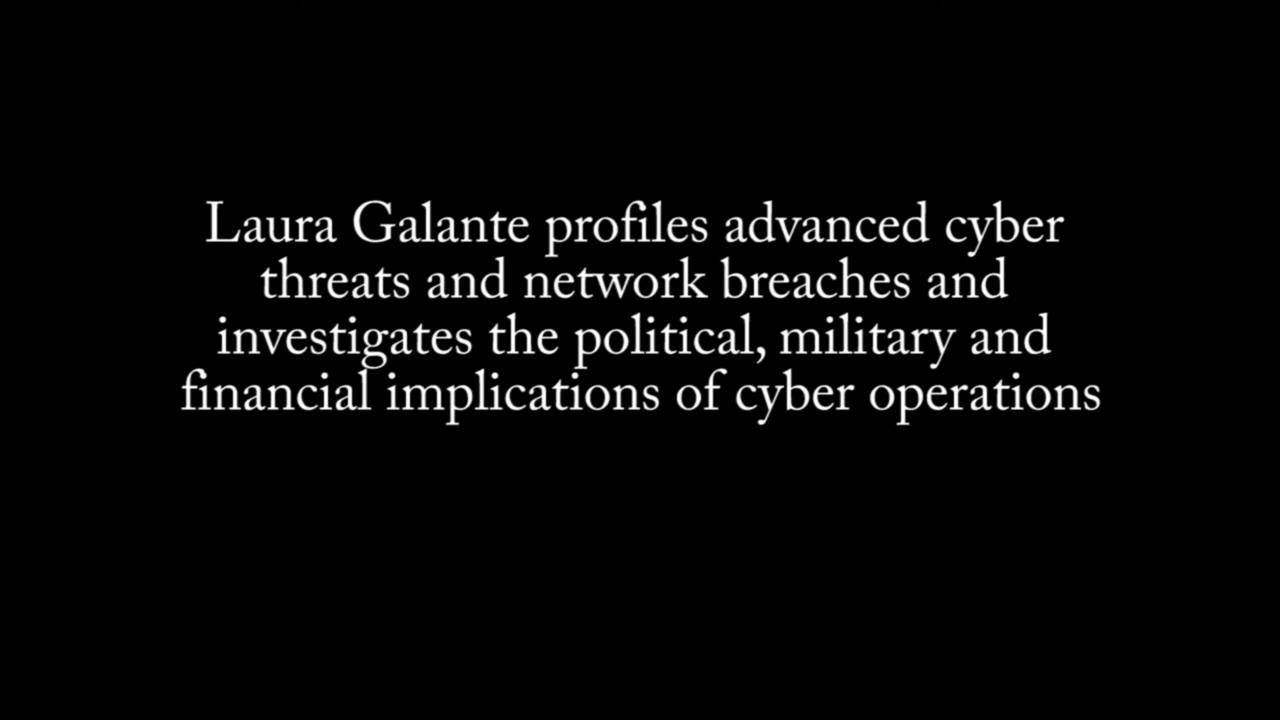 Laura Galante profiles advanced cyber
threats and network breaches and
investigates the political, military and
financial implications of cyber operations